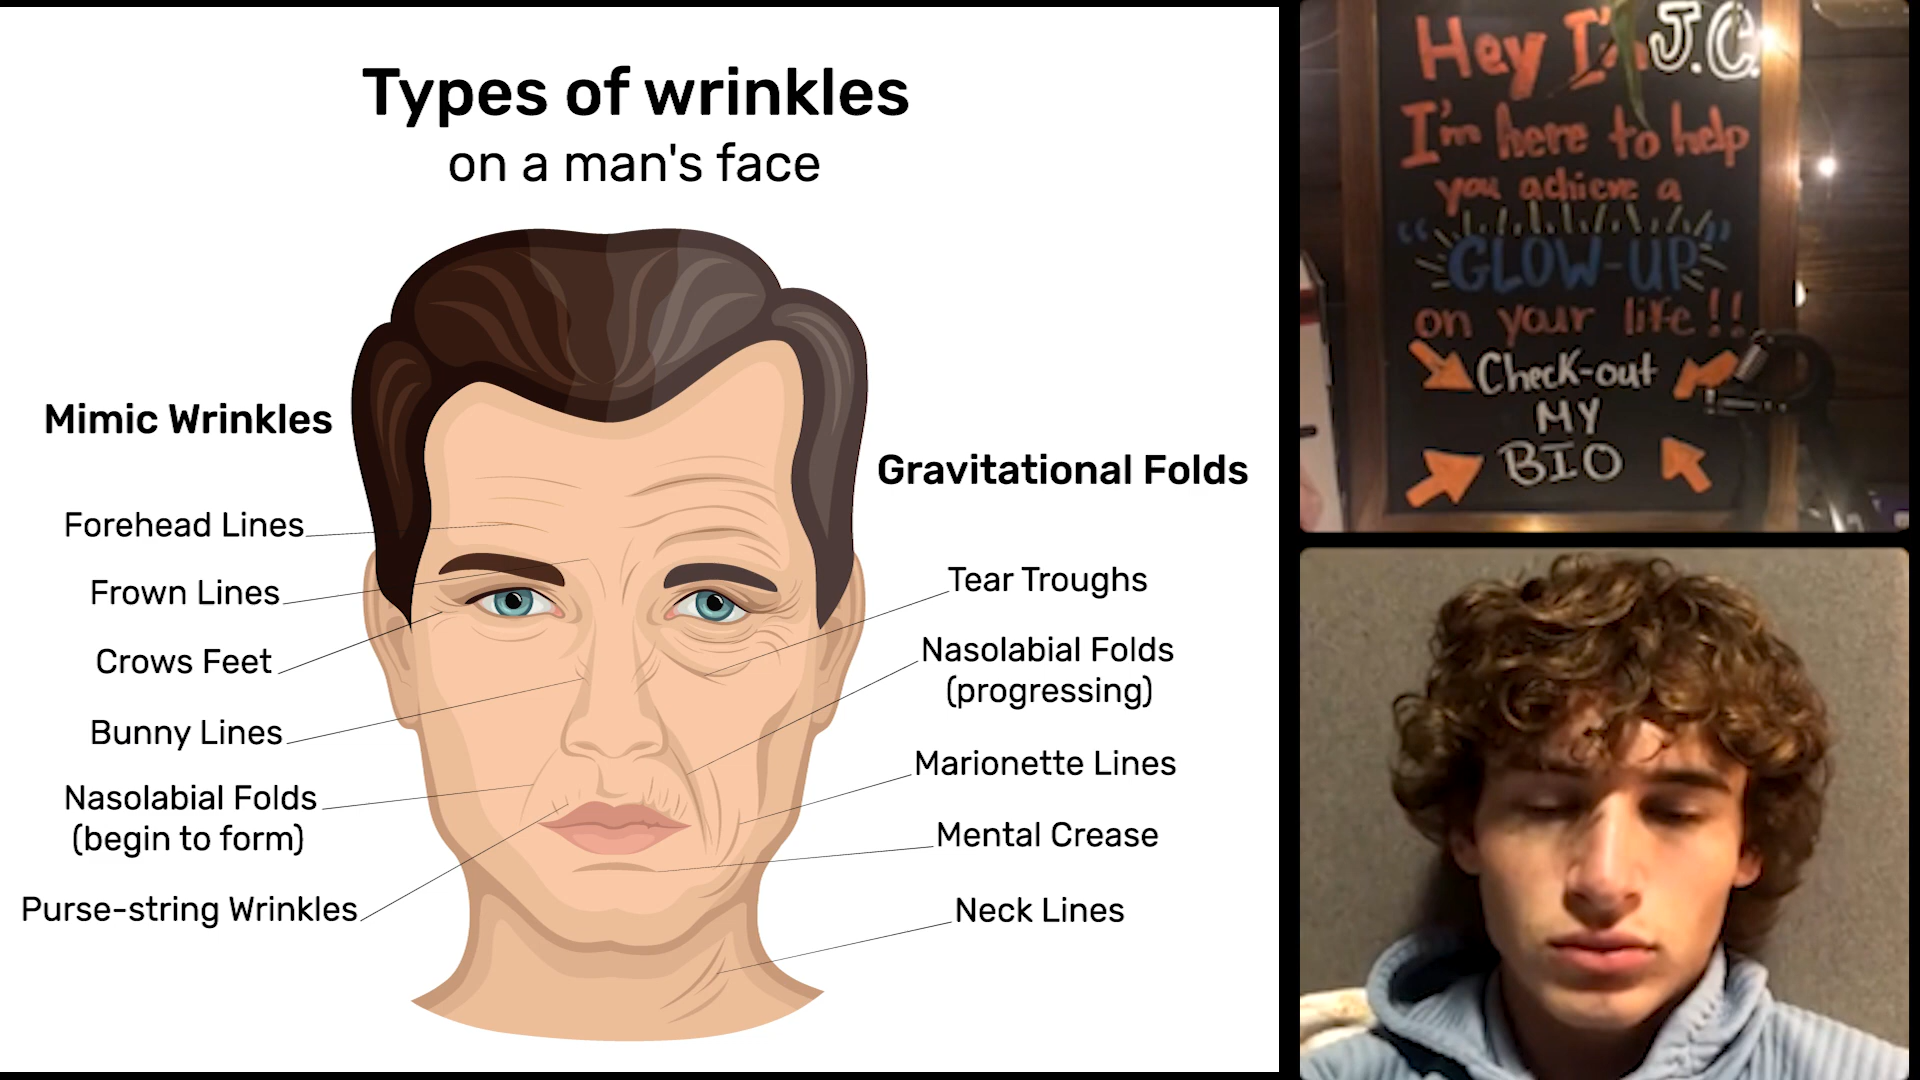 Types of wrinkles
on a man's face
Mimic Wrinkles
Forehead Lines
Frown Lines
Crows Feet
Bunny Lines
Nasolabial Folds
(begin to form)
Purse-string Wrinkles
Gravitational Folds
Tear Troughs
Nasolabial Folds
(progressing)
Marionette Lines
Mental Crease
Neck Lines
Hey I'm J.C.
I'm here to help
you achieve a
"GLOW-UP"
on your life!!
Check-out
MY
BIO